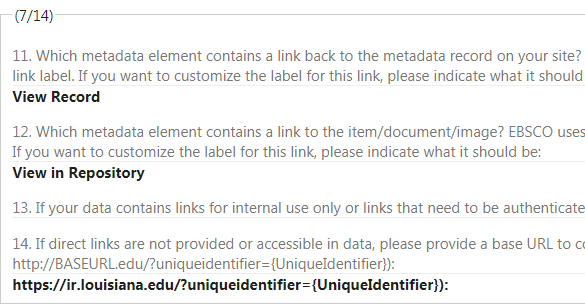 (7/14)
11. Which metadata element contains a link back to the metadata record on your site?
link label. If you want to customize the label for this link, please indicate what it should
View Record
12. Which metadata element contains a link to the item/document/image? EBSCO uses
If you want to customize the label for this link, please indicate what it should be:
View in Repository
13. If your data contains links for internal use only or links that need to be authenticate
14. If direct links are not provided or accessible in data, please provide a base URL to co
http://BASEURL.edu/?uniqueidentifier={UniqueIdentifier}):
https://ir.louisiana.edu/?uniqueidentifier={UniqueIdentifier}):